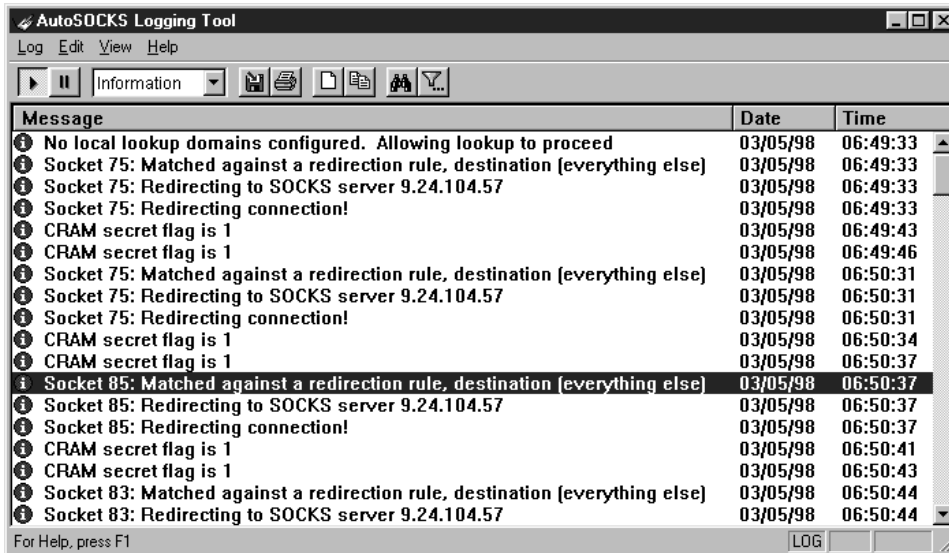 AutoSOCKS Logging Tool
Log Edit View Help
Information
Message Date Time
No local lookup domains configured. Allowing lookup to proceed 03/05/98 06:49:33
Socket 75: Matched against a redirection rule, destination (everything else) 03/05/98 06:49:33
Socket 75: Redirecting to SOCKS server 9.24.104.57 03/05/98 06:49:33
Socket 75: Redirecting connection! 03/05/98 06:49:33
CRAM secret flag is 1 03/05/98 06:49:43
CRAM secret flag is 1 03/05/98 06:49:46
Socket 75: Matched against a redirection rule, destination (everything else) 03/05/98 06:50:31
Socket 75: Redirecting to SOCKS server 9.24.104.57 03/05/98 06:50:31
Socket 75: Redirecting connection! 03/05/98 06:50:31
CRAM secret flag is 1 03/05/98 06:50:34
CRAM secret flag is 1 03/05/98 06:50:37
Socket 85: Matched against a redirection rule, destination (everything else) 03/05/98 06:50:37
Socket 85: Redirecting to SOCKS server 9.24.104.57 03/05/98 06:50:37
Socket 85: Redirecting connection! 03/05/98 06:50:37
CRAM secret flag is 1 03/05/98 06:50:41
CRAM secret flag is 1 03/05/98 06:50:43
Socket 83: Matched against a redirection rule, destination (everything else) 03/05/98 06:50:44
Socket 83: Redirecting to SOCKS server 9.24.104.57 03/05/98 06:50:44
For Help, press F1 LOG